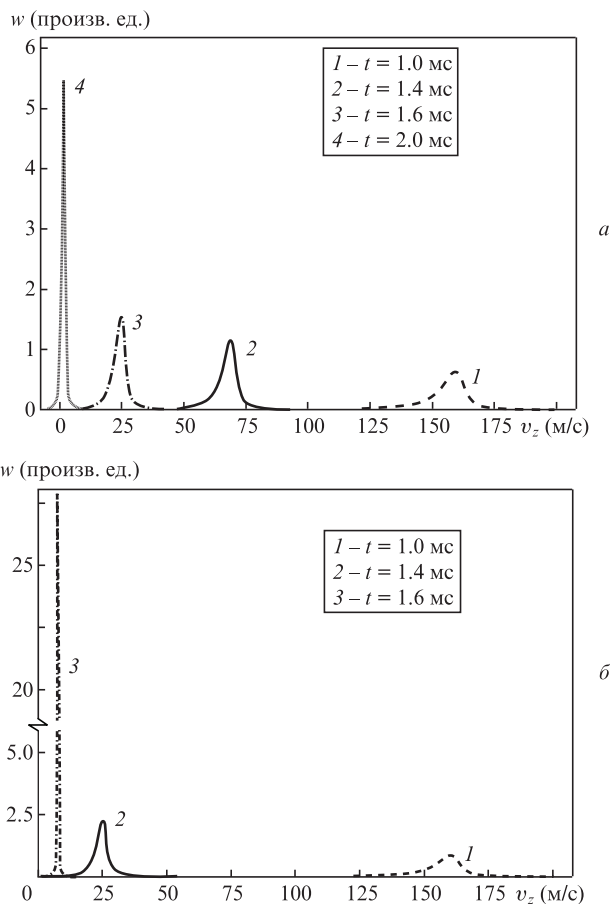 w (произв. ед.)
6
5
4
3
2
1
0
4
3
2
1
1 – t = 1.0 мс
2 – t = 1.4 мс
3 – t = 1.6 мс
4 – t = 2.0 мс
а
0 25 50 75 100 125 150 175 v_z (м/с)
w (произв. ед.)
25
20
5.0
2.5
3
2
1
1 – t = 1.0 мс
2 – t = 1.4 мс
3 – t = 1.6 мс
б
0 25 50 75 100 125 150 175 v_z (м/с)